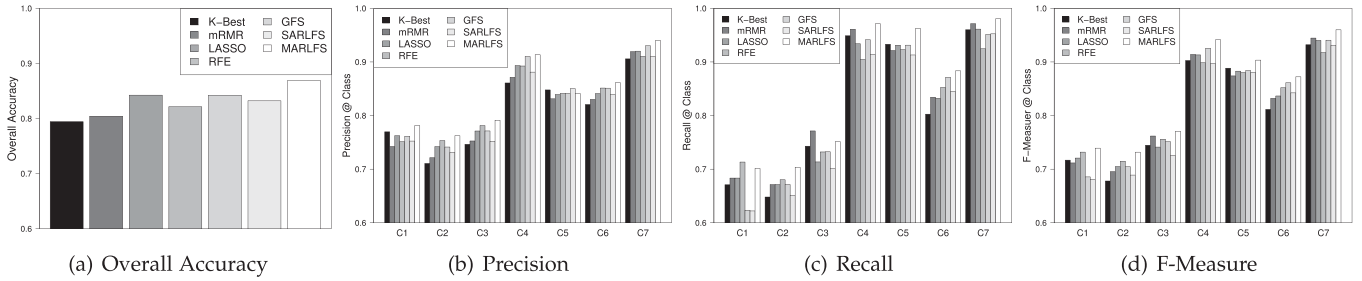 Overall Accuracy
1.0
0.9
0.8
0.7
0.6
K-Best
mRMR
LASSO
RFE
GFS
SARLFS
MARLFS
(a) Overall Accuracy
Precision @ Class
1.0
0.9
0.8
0.7
0.6
K-Best
mRMR
LASSO
RFE
GFS
SARLFS
MARLFS
C1 C2 C3 C4 C5 C6 C7
(b) Precision
Recall @ Class
1.0
0.9
0.8
0.7
0.6
K-Best
mRMR
LASSO
RFE
GFS
SARLFS
MARLFS
C1 C2 C3 C4 C5 C6 C7
(c) Recall
F-Measuer @ Class
1.0
0.9
0.8
0.7
0.6
K-Best
mRMR
LASSO
RFE
GFS
SARLFS
MARLFS
C1 C2 C3 C4 C5 C6 C7
(d) F-Measure